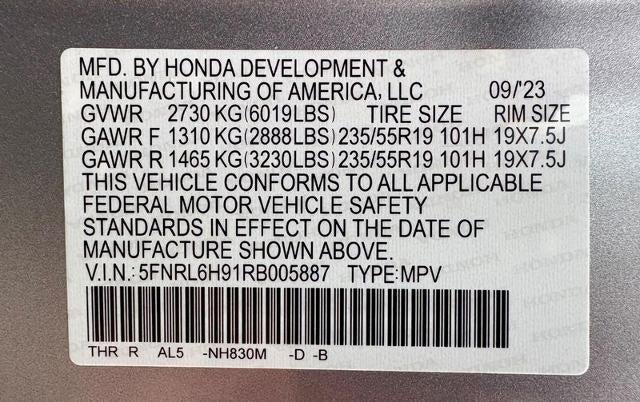 MFD. BY HONDA DEVELOPMENT &
MANUFACTURING OF AMERICA, LLC 09/'23
GVWR 2730 KG(6019LBS) TIRE SIZE RIM SIZE
GAWR F 1310 KG(2888LBS) 235/55R19 101H 19X7.5J
GAWR R 1465 KG(3230LBS) 235/55R19 101H 19X7.5J
THIS VEHICLE CONFORMS TO ALL APPLICABLE
FEDERAL MOTOR VEHICLE SAFETY
STANDARDS IN EFFECT ON THE DATE OF
MANUFACTURE SHOWN ABOVE.
V.I.N.: 5FNRL6H91RB005887 TYPE:MPV
THR R AL5 -NH830M -D -B